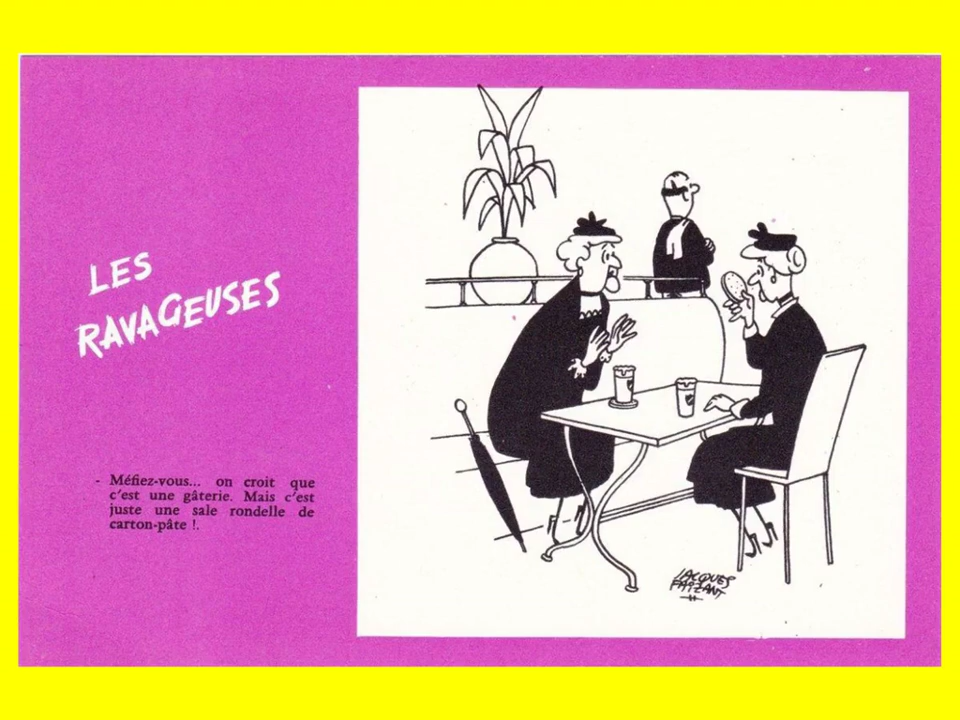 LES
RAVAGEUSES
- Méfiez-vous... on croit que
c'est une gâterie. Mais c'est
juste une sale rondelle de
carton-pâte !.
JACQUES
FAIZANT